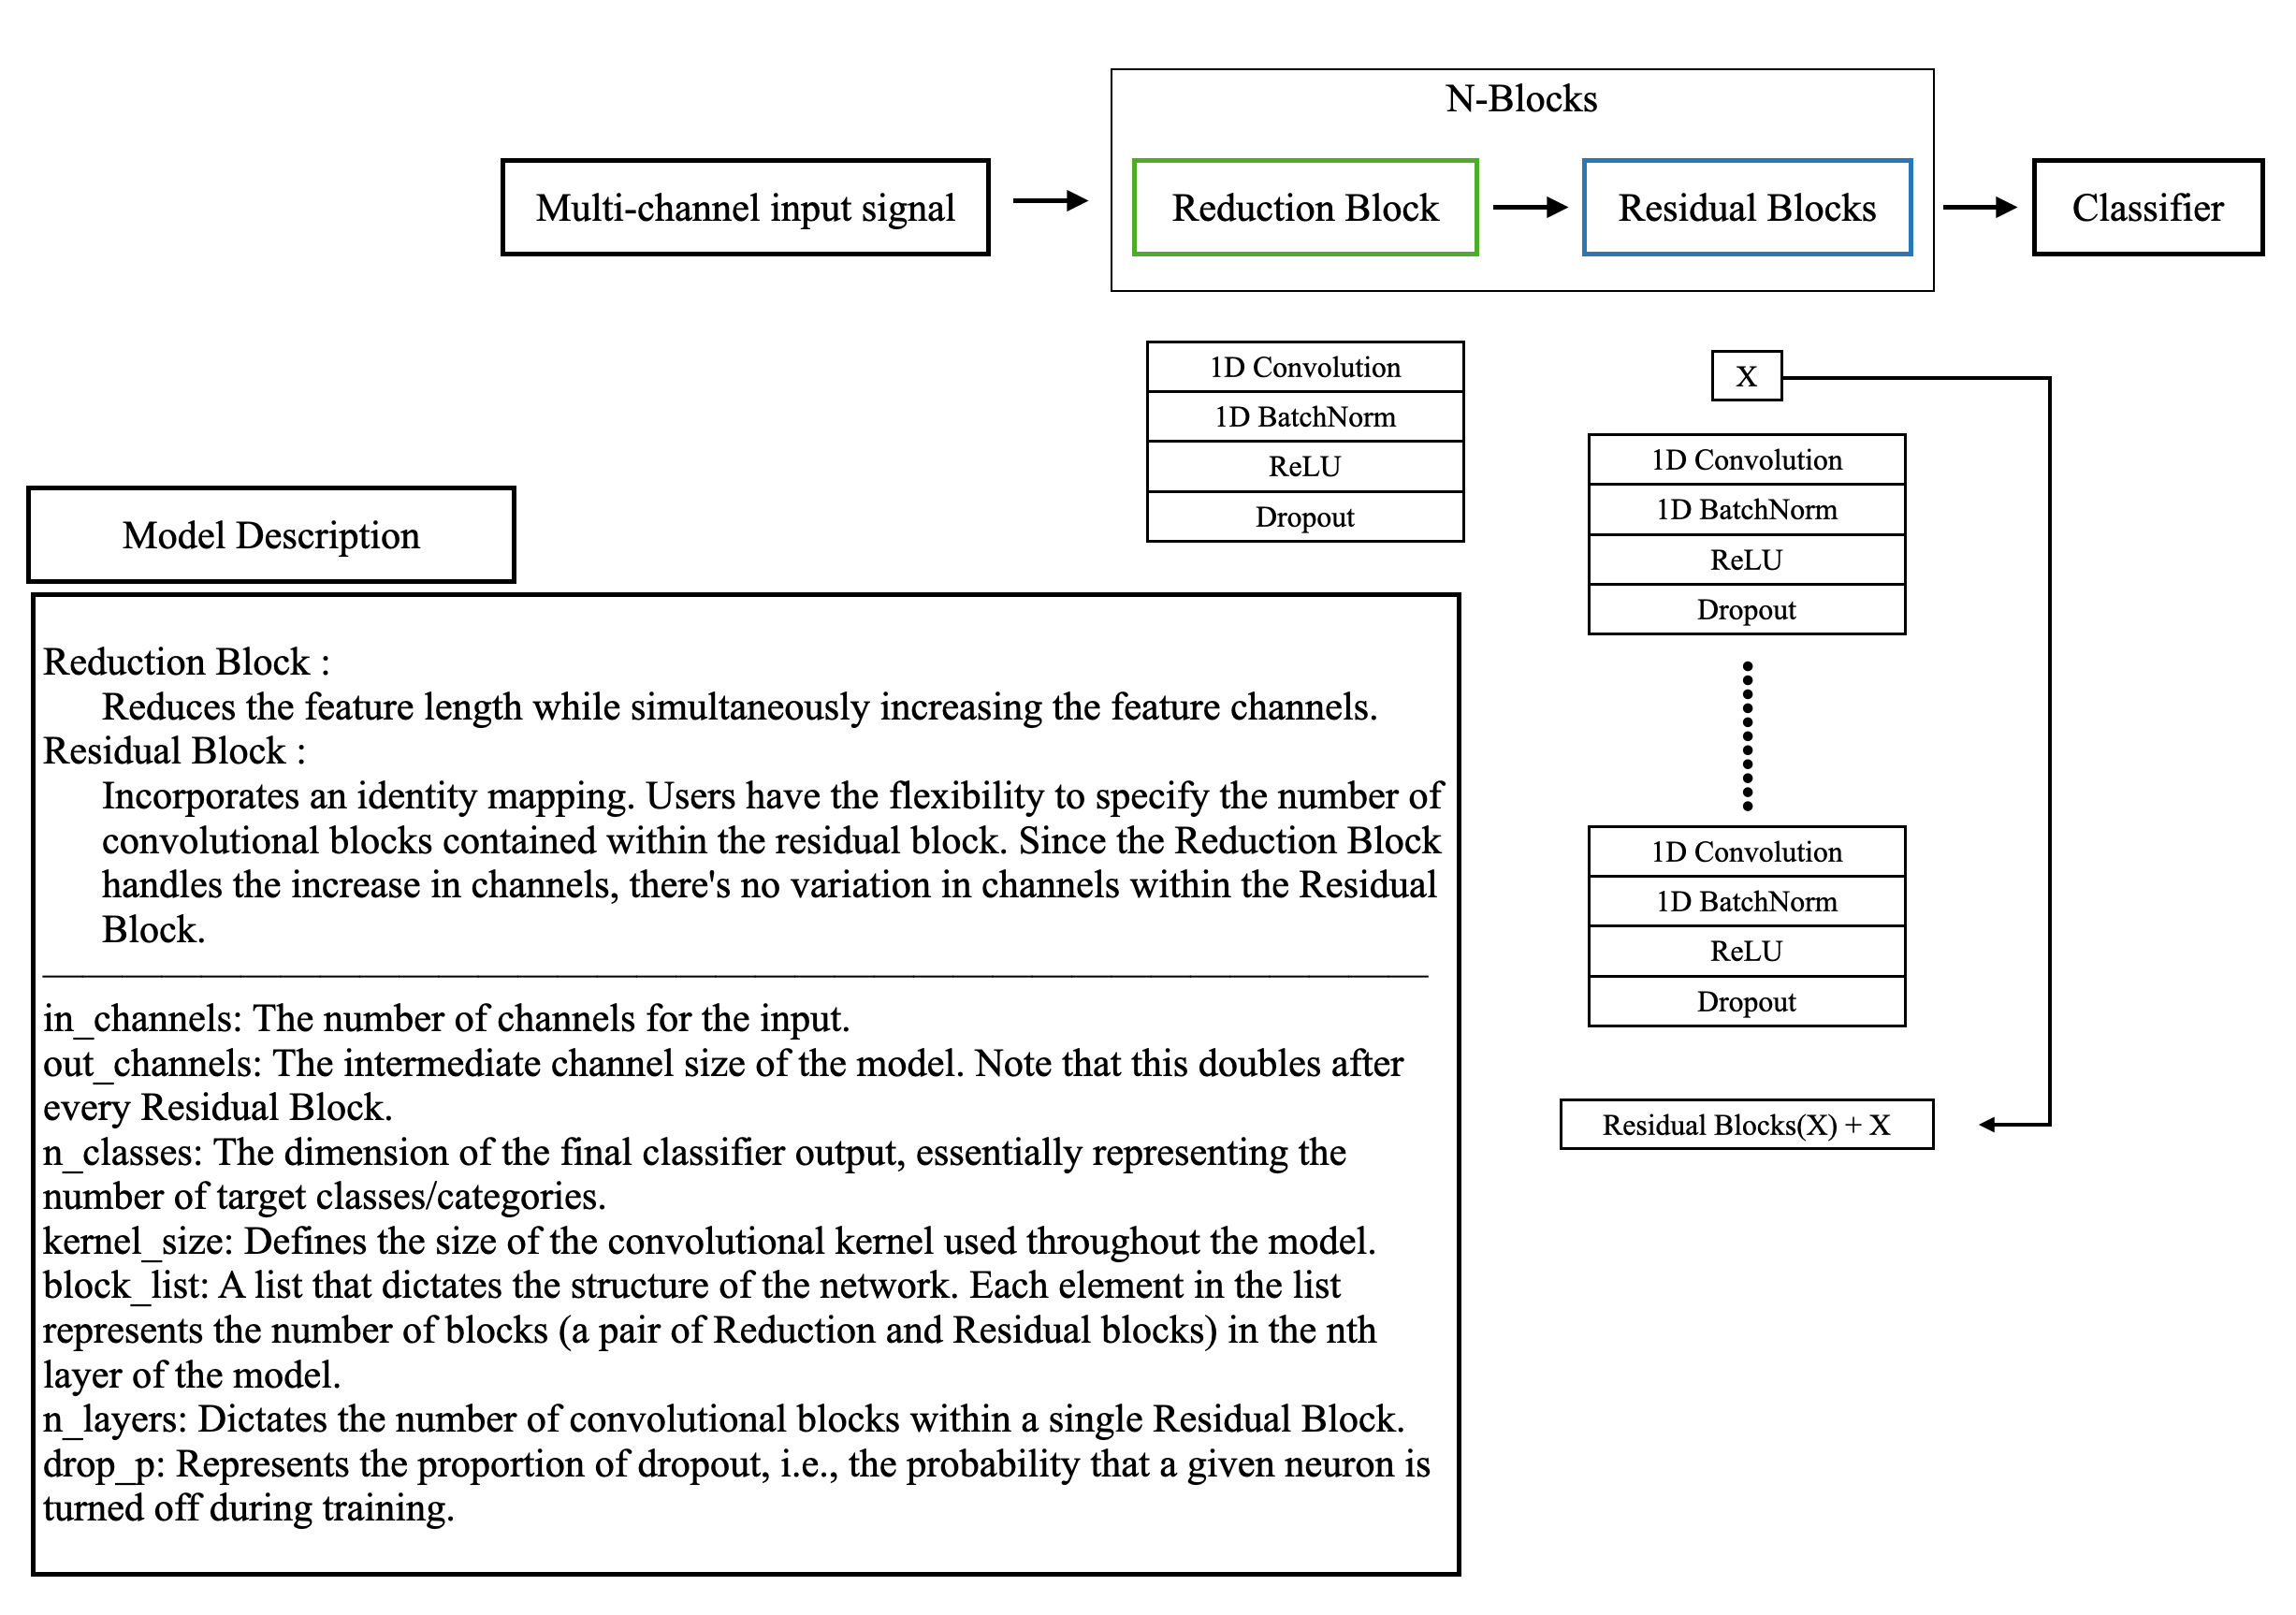 N-Blocks
Multi-channel input signal
Reduction Block
Residual Blocks
Classifier
1D Convolution
1D BatchNorm
ReLU
Dropout
X
1D Convolution
1D BatchNorm
ReLU
Dropout
1D Convolution
1D BatchNorm
ReLU
Dropout
Residual Blocks(X) + X
Model Description
Reduction Block :
Reduces the feature length while simultaneously increasing the feature channels.
Residual Block :
Incorporates an identity mapping. Users have the flexibility to specify the number of
convolutional blocks contained within the residual block. Since the Reduction Block
handles the increase in channels, there's no variation in channels within the Residual
Block.
in_channels: The number of channels for the input.
out_channels: The intermediate channel size of the model. Note that this doubles after
every Residual Block.
n_classes: The dimension of the final classifier output, essentially representing the
number of target classes/categories.
kernel_size: Defines the size of the convolutional kernel used throughout the model.
block_list: A list that dictates the structure of the network. Each element in the list
represents the number of blocks (a pair of Reduction and Residual blocks) in the nth
layer of the model.
n_layers: Dictates the number of convolutional blocks within a single Residual Block.
drop_p: Represents the proportion of dropout, i.e., the probability that a given neuron is
turned off during training.